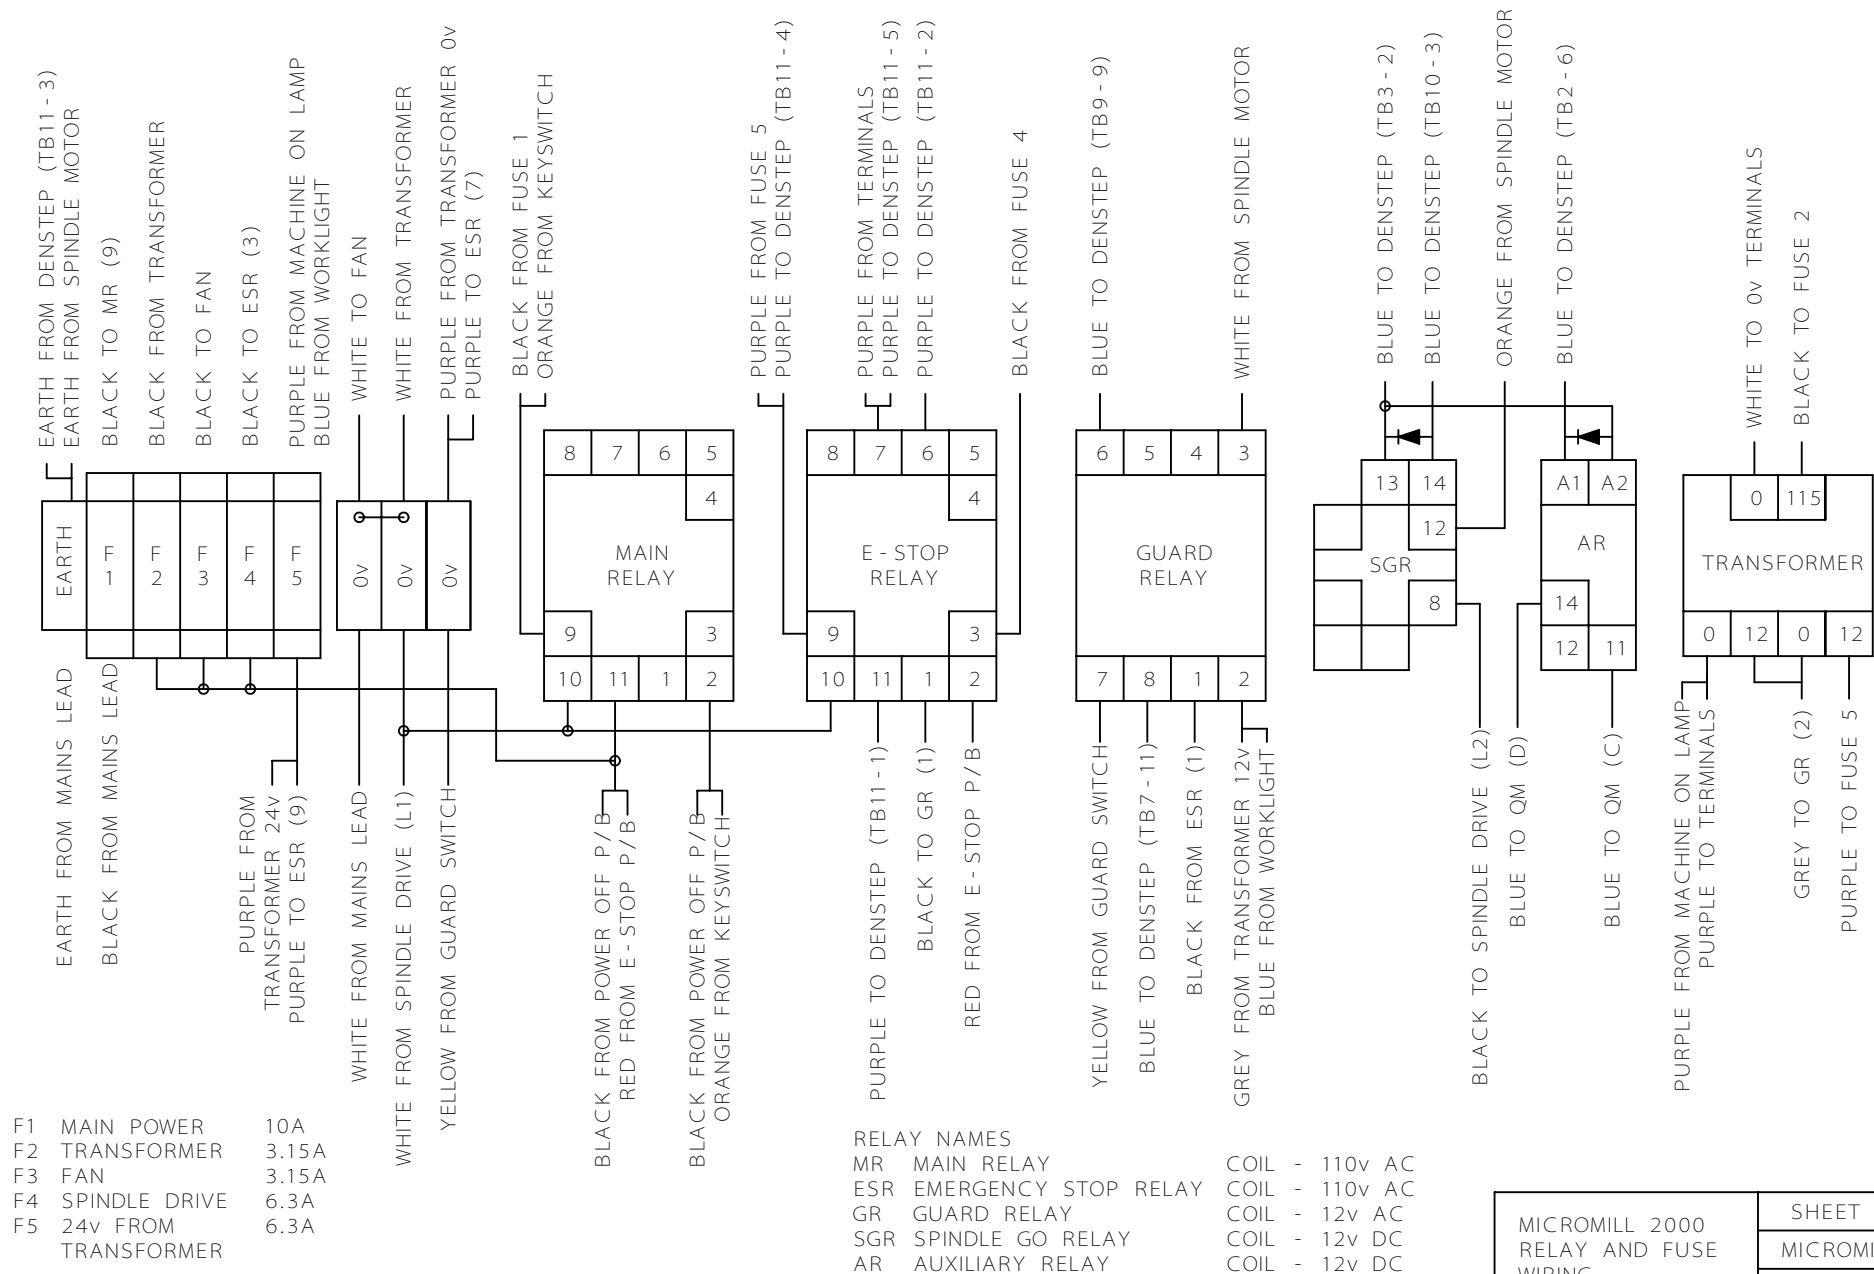 EARTH FROM DENSTEP (TB11-3)
EARTH FROM SPINDLE MOTOR
BLACK TO MR (9)
BLACK FROM TRANSFORMER
BLACK TO FAN
BLACK TO ESR (3)
PURPLE FROM MACHINE ON LAMP
BLUE FROM WORKLIGHT
WHITE TO FAN
WHITE FROM TRANSFORMER
PURPLE FROM TRANSFORMER 0v
PURPLE TO ESR (7)
BLACK FROM FUSE 1
ORANGE FROM KEYSWITCH
PURPLE FROM FUSE 5
PURPLE TO DENSTEP (TB11-4)
PURPLE FROM TERMINALS
PURPLE TO DENSTEP (TB11-5)
PURPLE TO DENSTEP (TB11-2)
BLACK FROM FUSE 4
BLUE TO DENSTEP (TB9-9)
WHITE FROM SPINDLE MOTOR
BLUE TO DENSTEP (TB3-2)
BLUE TO DENSTEP (TB10-3)
ORANGE FROM SPINDLE MOTOR
BLUE TO DENSTEP (TB2-6)
WHITE TO 0v TERMINALS
BLACK TO FUSE 2
EARTH
F 1
F 2
F 3
F 4
F 5
0v
0v
0v
8 7 6 5
4
MAIN
RELAY
9 3
10 11 1 2
8 7 6 5
4
E-STOP
RELAY
9 3
10 11 1 2
6 5 4 3
GUARD
RELAY
7 8 1 2
13 14
12
SGR
8
A1 A2
AR
14
12 11
0 115
TRANSFORMER
0 12 0 12
EARTH FROM MAINS LEAD
BLACK FROM MAINS LEAD
PURPLE FROM
TRANSFORMER 24v
PURPLE TO ESR (9)
WHITE FROM MAINS LEAD
WHITE FROM SPINDLE DRIVE (L1)
YELLOW FROM GUARD SWITCH
BLACK FROM POWER OFF P/B
RED FROM E-STOP P/B
BLACK FROM POWER OFF P/B
ORANGE FROM KEYSWITCH
PURPLE TO DENSTEP (TB11-1)
BLACK TO GR (1)
RED FROM E-STOP P/B
YELLOW FROM GUARD SWITCH
BLUE TO DENSTEP (TB7-11)
BLACK FROM ESR (1)
GREY FROM TRANSFORMER 12v
BLUE FROM WORKLIGHT
BLACK TO SPINDLE DRIVE (L2)
BLUE TO QM (D)
BLUE TO QM (C)
PURPLE FROM MACHINE ON LAMP
PURPLE TO TERMINALS
GREY TO GR (2)
PURPLE TO FUSE 5
F1 MAIN POWER 10A
F2 TRANSFORMER 3.15A
F3 FAN 3.15A
F4 SPINDLE DRIVE 6.3A
F5 24v FROM 6.3A
TRANSFORMER
RELAY NAMES
MR MAIN RELAY COIL - 110v AC
ESR EMERGENCY STOP RELAY COIL - 110v AC
GR GUARD RELAY COIL - 12v AC
SGR SPINDLE GO RELAY COIL - 12v DC
AR AUXILIARY RELAY COIL - 12v DC
MICROMILL 2000
RELAY AND FUSE
WIRING
SHEET
MICROMI